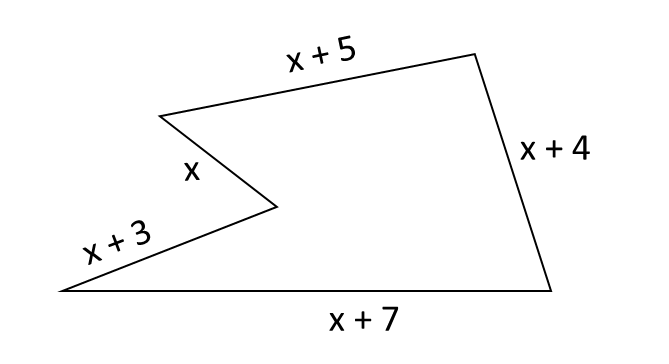 x + 5
x + 4
x
x + 3
x + 7